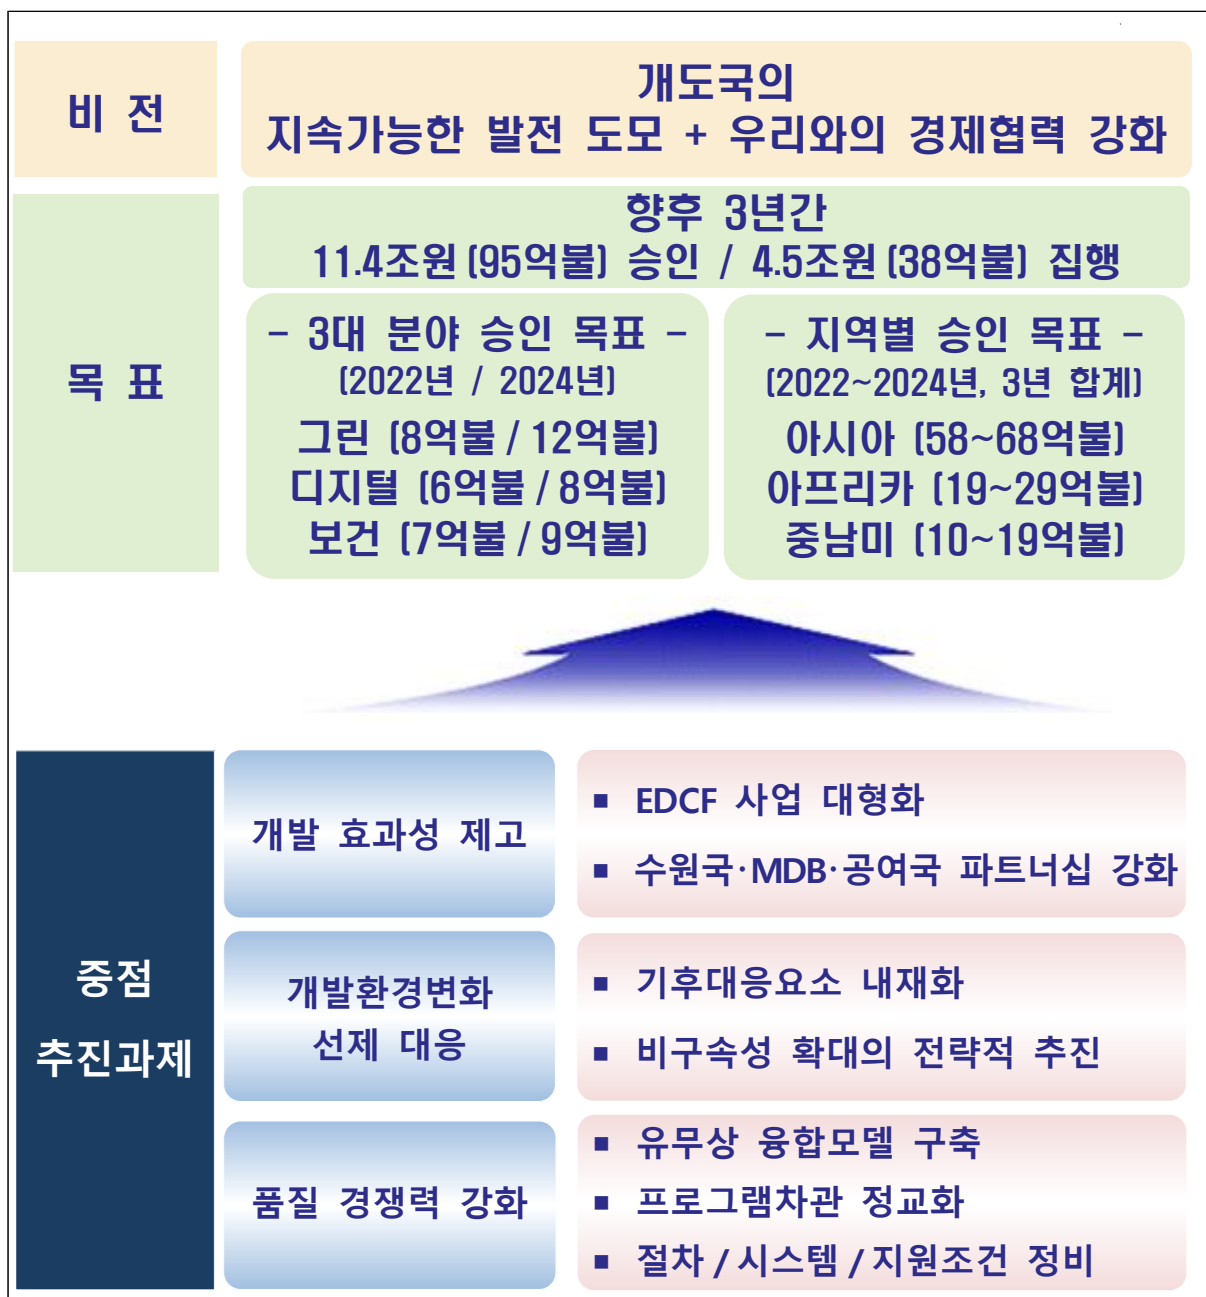 비 전
개도국의
지속가능한 발전 도모 + 우리와의 경제협력 강화
목 표
향후 3년간
11.4조원(95억불) 승인 / 4.5조원(38억불) 집행
- 3대 분야 승인 목표 -
(2022년 / 2024년)
그린 (8억불 / 12억불)
디지털 (6억불 / 8억불)
보건 (7억불 / 9억불)
- 지역별 승인 목표 -
(2022~2024년, 3년 합계)
아시아 (58~68억불)
아프리카 (19~29억불)
중남미 (10~19억불)
중점
추진과제
개발 효과성 제고
▪ EDCF 사업 대형화
▪ 수원국·MDB·공여국 파트너십 강화
개발환경변화
선제 대응
▪ 기후대응요소 내재화
▪ 비구속성 확대의 전략적 추진
품질 경쟁력 강화
▪ 유무상 융합모델 구축
▪ 프로그램차관 정교화
▪ 절차 / 시스템 / 지원조건 정비